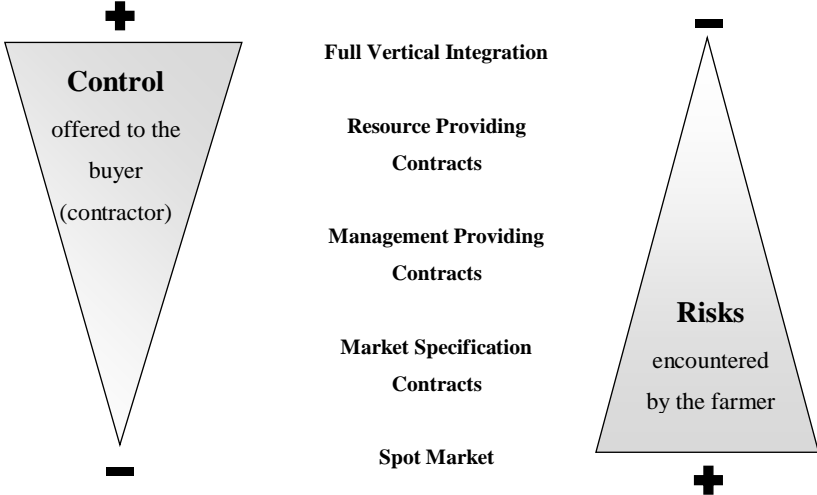 Control
offered to the
buyer
(contractor)
Full Vertical Integration
Resource Providing
Contracts
Management Providing
Contracts
Market Specification
Contracts
Spot Market
Risks
encountered
by the farmer